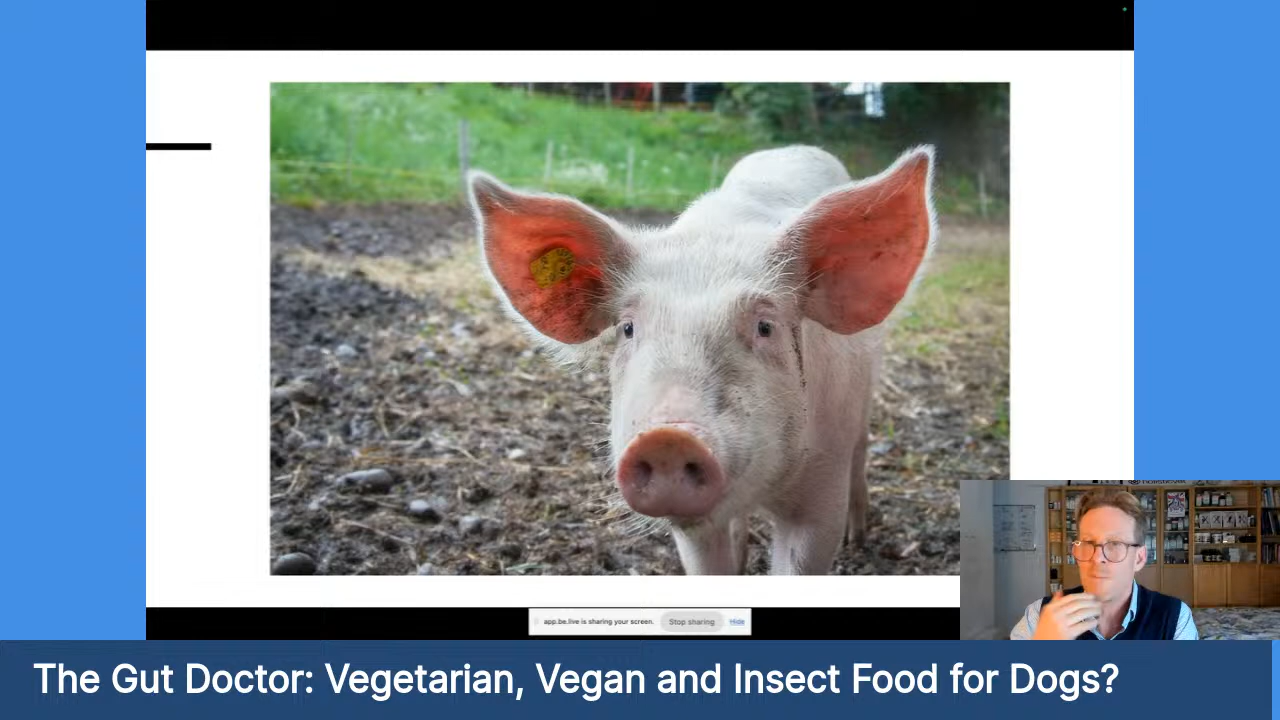 app.be.live is sharing your screen. Stop sharing Hide
The Gut Doctor: Vegetarian, Vegan and Insect Food for Dogs?